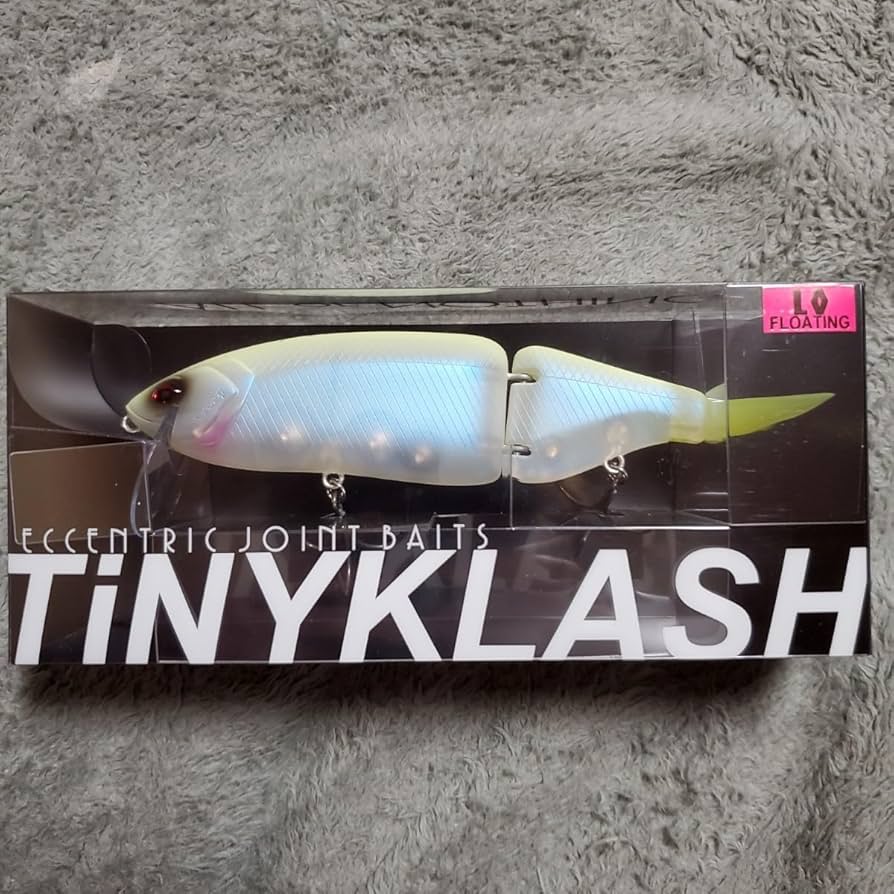 LO
FLOATING
ECCENTRIC JOINT BAITS
TiNYKLASH